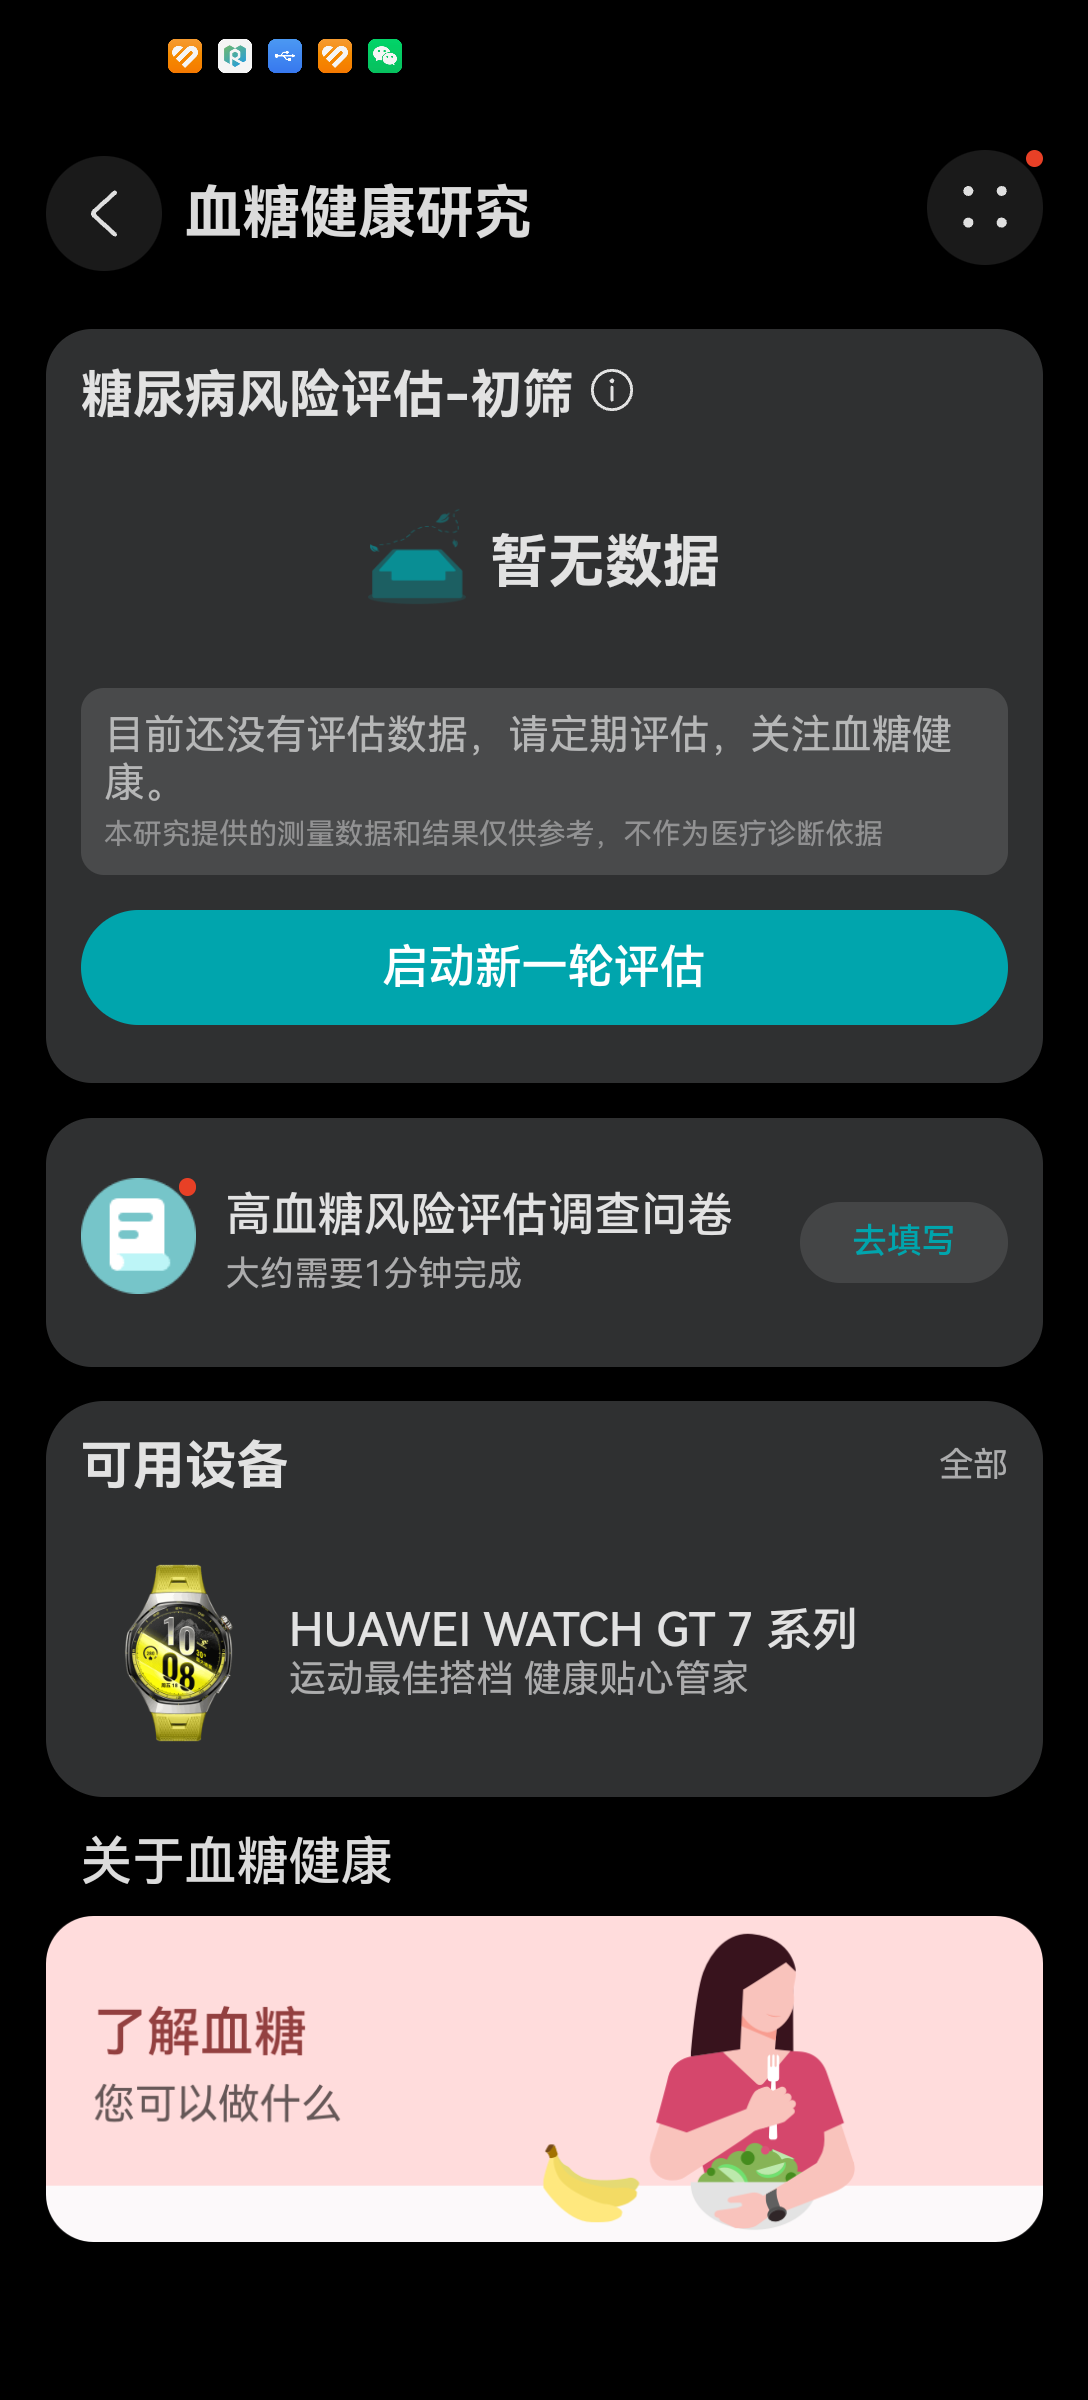 血糖健康研究
糖尿病风险评估-初筛
暂无数据
目前还没有评估数据，请定期评估，关注血糖健
康。
本研究提供的测量数据和结果仅供参考，不作为医疗诊断依据
启动新一轮评估
高血糖风险评估调查问卷
大约需要1分钟完成
去填写
可用设备
全部
10
08
HUAWEI WATCH GT 7 系列
运动最佳搭档 健康贴心管家
关于血糖健康
了解血糖
您可以做什么